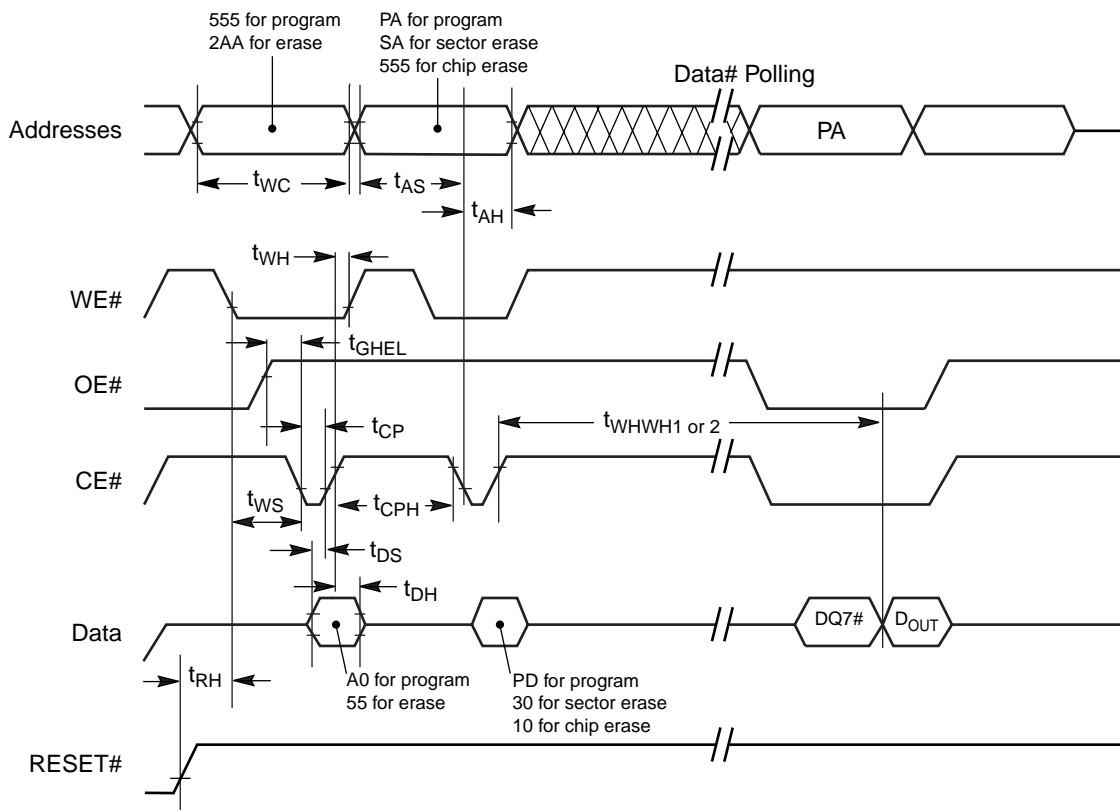 555 for program
2AA for erase
PA for program
SA for sector erase
555 for chip erase
Data# Polling
Addresses
PA
tWC
tAS
tAH
tWH
WE#
tGHEL
OE#
tWHWH1 or 2
tCP
CE#
tWS
tCPH
tDS
tDH
Data
DQ7#
DOUT
tRH
A0 for program
55 for erase
PD for program
30 for sector erase
10 for chip erase
RESET#